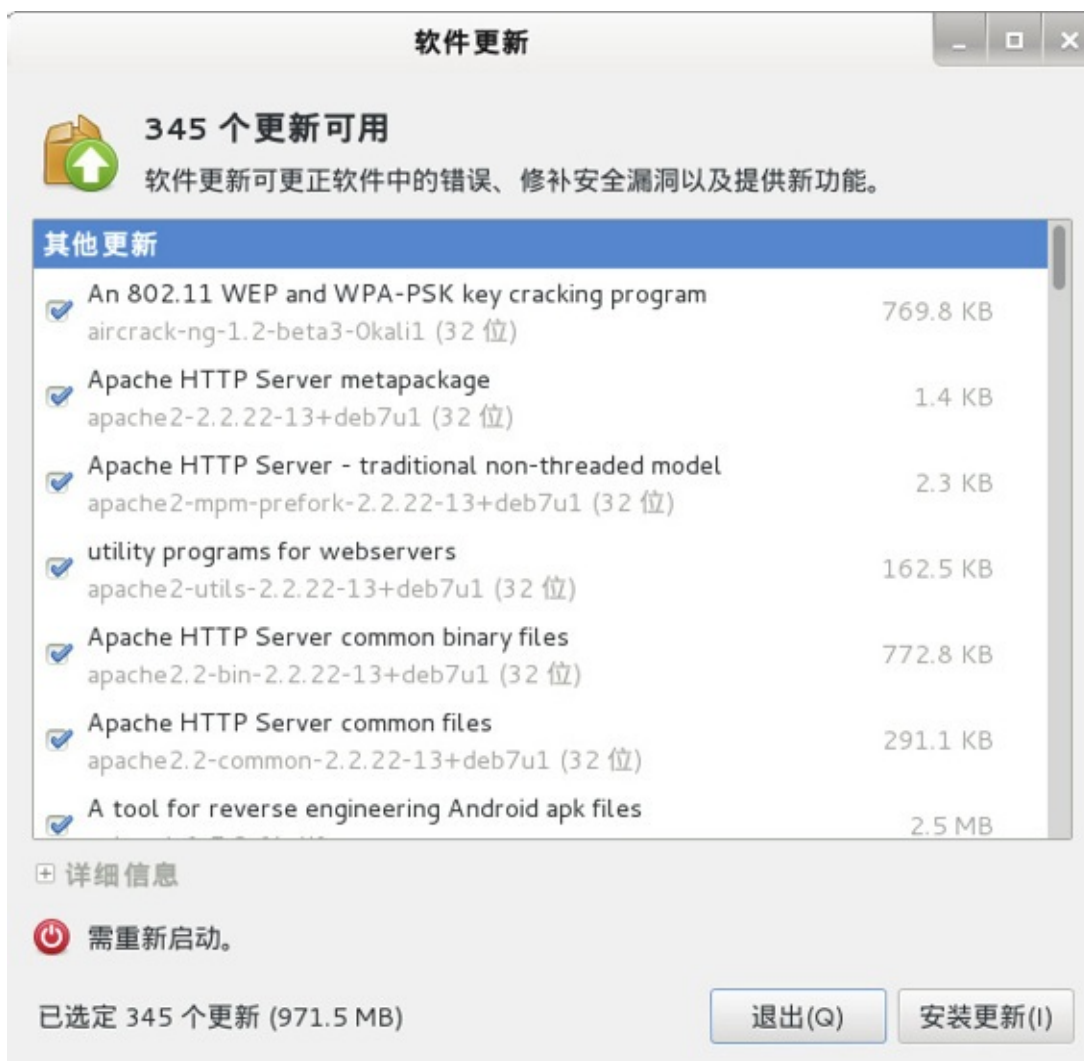 软件更新
345 个更新可用
软件更新可更正软件中的错误、修补安全漏洞以及提供新功能。
其他更新
An 802.11 WEP and WPA-PSK key cracking program
769.8 KB
aircrack-ng-1.2-beta3-0kali1 (32 位)
Apache HTTP Server metapackage
1.4 KB
apache2-2.2.22-13+deb7u1 (32 位)
Apache HTTP Server - traditional non-threaded model
2.3 KB
apache2-mpm-prefork-2.2.22-13+deb7u1 (32 位)
utility programs for webservers
162.5 KB
apache2-utils-2.2.22-13+deb7u1 (32 位)
Apache HTTP Server common binary files
772.8 KB
apache2.2-bin-2.2.22-13+deb7u1 (32 位)
Apache HTTP Server common files
291.1 KB
apache2.2-common-2.2.22-13+deb7u1 (32 位)
A tool for reverse engineering Android apk files
2.5 MB
详细信息
需重新启动。
已选定 345 个更新 (971.5 MB)
退出(Q)
安装更新(I)